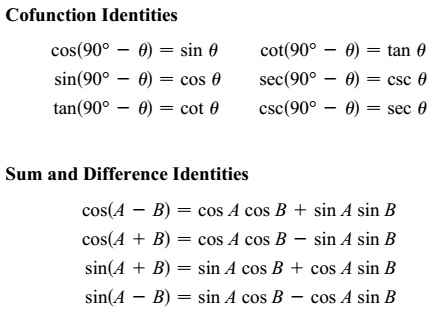 Cofunction Identities
cos(90° − θ) = sin θ cot(90° − θ) = tan θ
sin(90° − θ) = cos θ sec(90° − θ) = csc θ
tan(90° − θ) = cot θ csc(90° − θ) = sec θ
Sum and Difference Identities
cos(A − B) = cos A cos B + sin A sin B
cos(A + B) = cos A cos B − sin A sin B
sin(A + B) = sin A cos B + cos A sin B
sin(A − B) = sin A cos B − cos A sin B